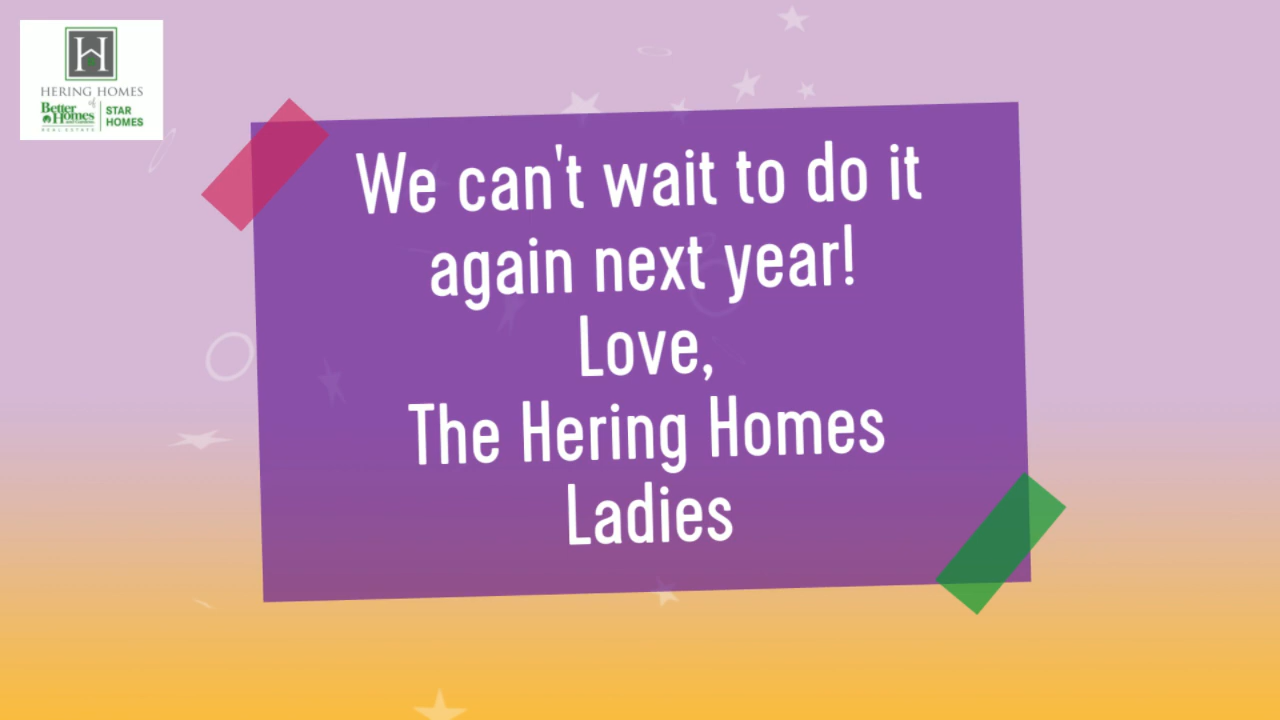 HERING HOMES
of
Better
Homes
and Gardens
REAL ESTATE
STAR
HOMES
We can't wait to do it
again next year!
Love,
The Hering Homes
Ladies